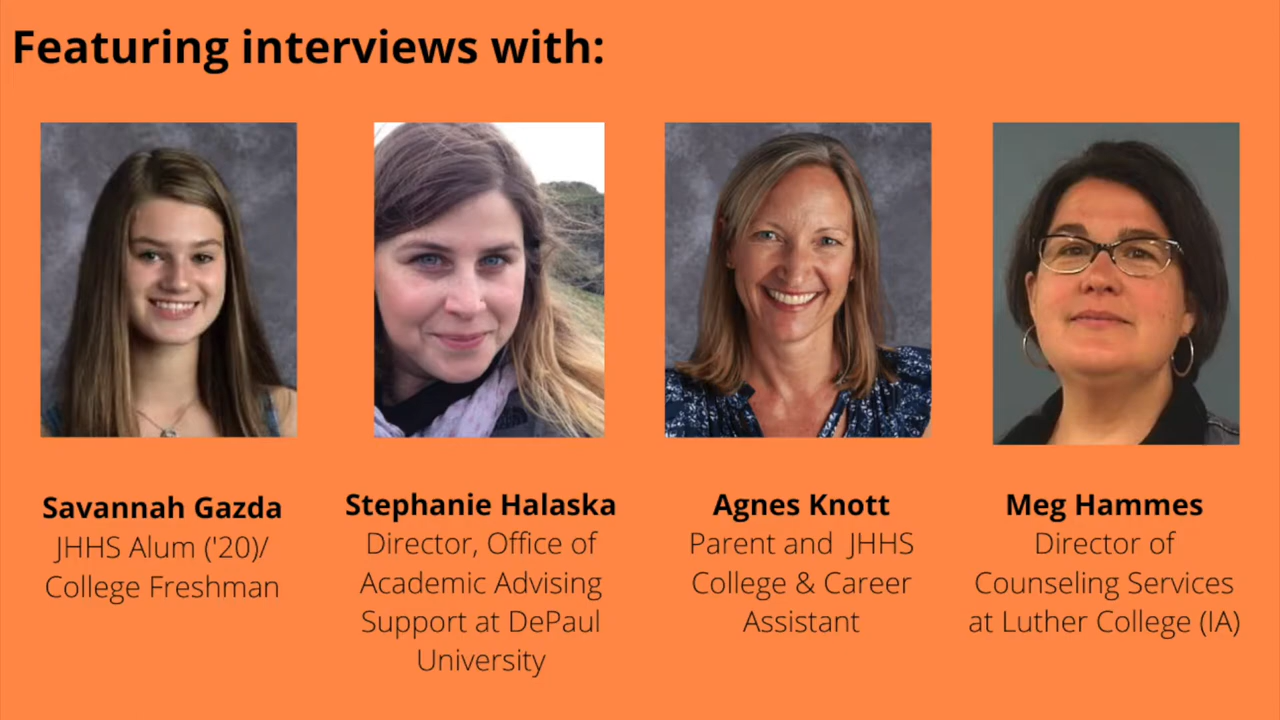 Featuring interviews with:
Savannah Gazda
JHHS Alum ('20)/
College Freshman
Stephanie Halaska
Director, Office of
Academic Advising
Support at DePaul
University
Agnes Knott
Parent and JHHS
College & Career
Assistant
Meg Hammes
Director of
Counseling Services
at Luther College (IA)